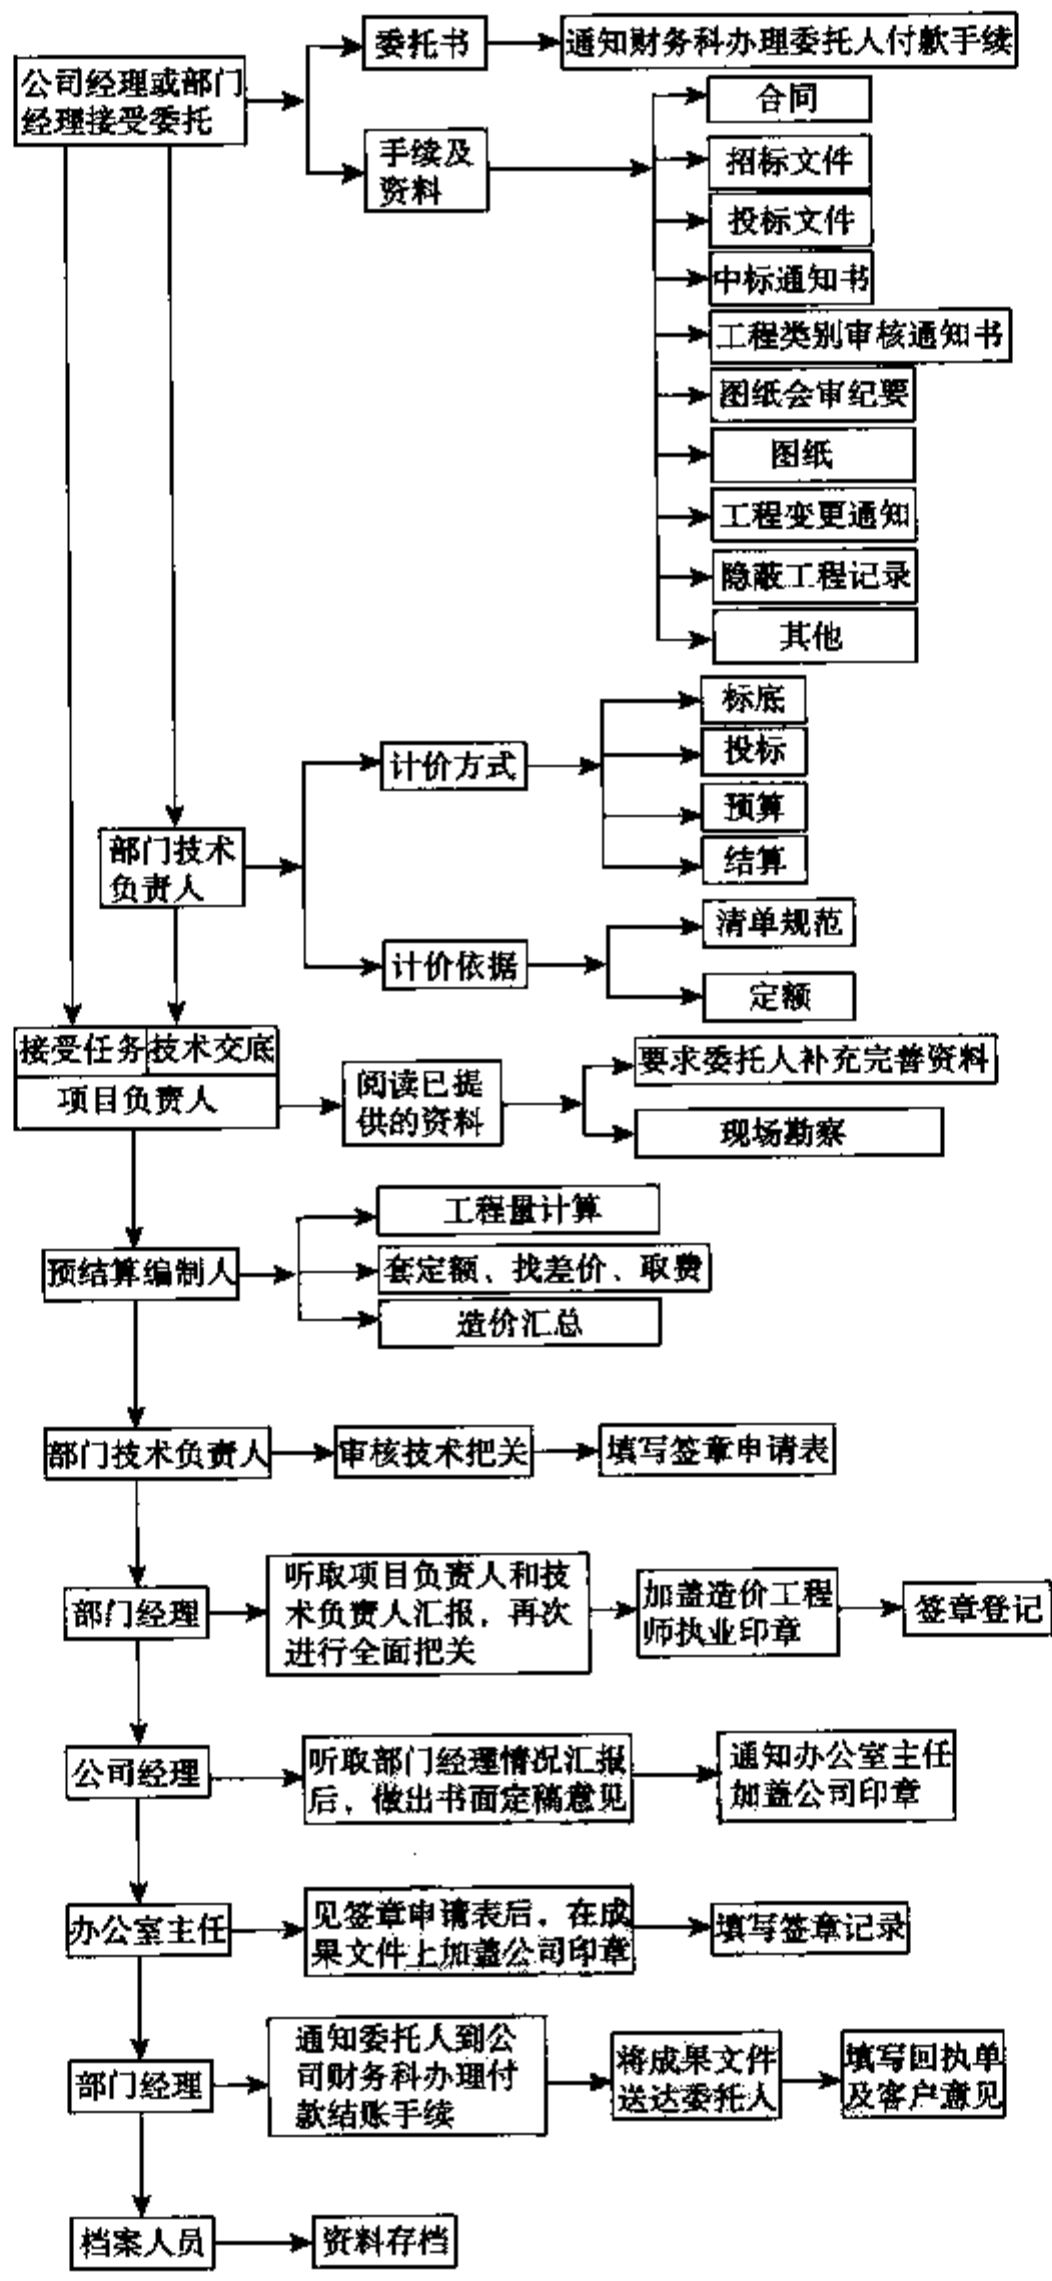 委托书
通知财务科办理委托人付款手续
公司经理或部门
经理接受委托
手续及
资料
合同
招标文件
投标文件
中标通知书
工程类别审核通知书
图纸会审纪要
图纸
工程变更通知
隐蔽工程记录
其他
部门技术
负责人
计价方式
标底
投标
预算
结算
计价依据
清单规范
定额
接受任务
技术交底
项目负责人
阅读已提
供的资料
要求委托人补充完善资料
现场勘察
预结算编制人
工程量计算
套定额、找差价、取费
造价汇总
部门技术负责人
审核技术把关
填写签章申请表
部门经理
听取项目负责人和技
术负责人汇报，再次
进行全面把关
加盖造价工程
师执业印章
签章登记
公司经理
听取部门经理情况汇报
后，做出书面定稿意见
通知办公室主任
加盖公司印章
办公室主任
见签章申请表后，在成
果文件上加盖公司印章
填写签章记录
部门经理
通知委托人到公
司财务科办理付
款结账手续
将成果文件
送达委托人
填写回执单
及客户意见
档案人员
资料存档